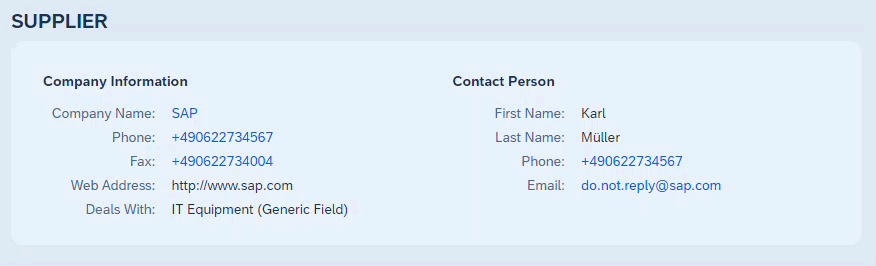 SUPPLIER
Company Information
Company Name: SAP
Phone: +490622734567
Fax: +490622734004
Web Address: http://www.sap.com
Deals With: IT Equipment (Generic Field)
Contact Person
First Name: Karl
Last Name: Müller
Phone: +490622734567
Email: do.not.reply@sap.com